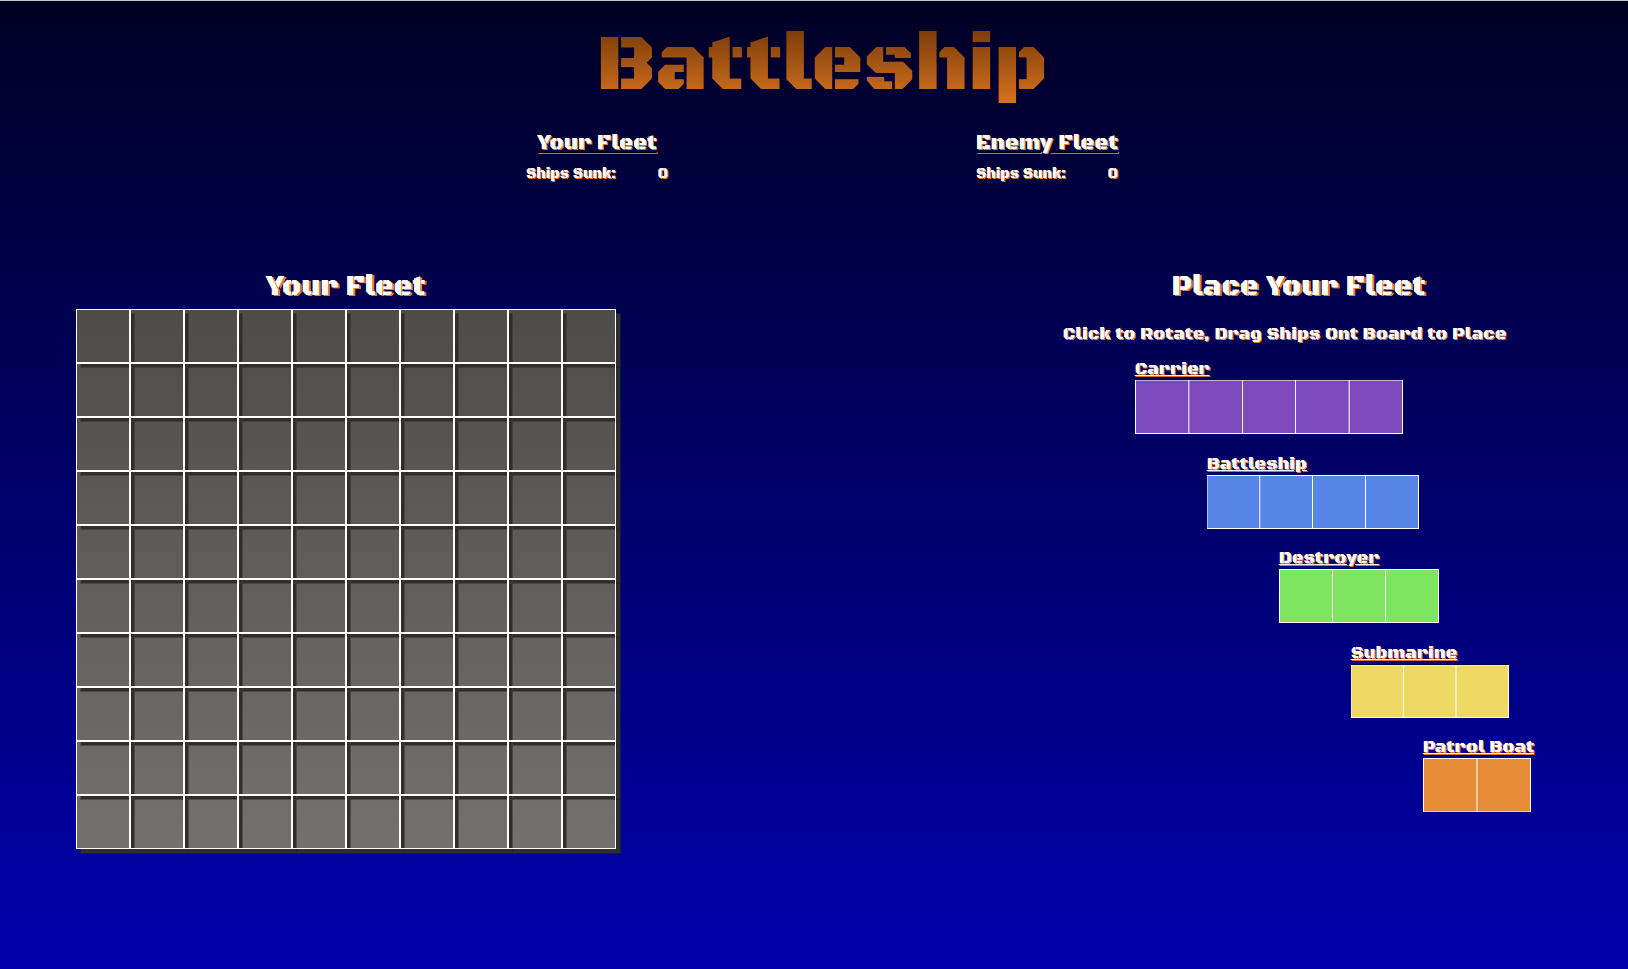 Battleship
Your Fleet
Ships Sunk: 0
Enemy Fleet
Ships Sunk: 0
Your Fleet
Place Your Fleet
Click to Rotate, Drag Ships Ont Board to Place
Carrier
Battleship
Destroyer
Submarine
Patrol Boat